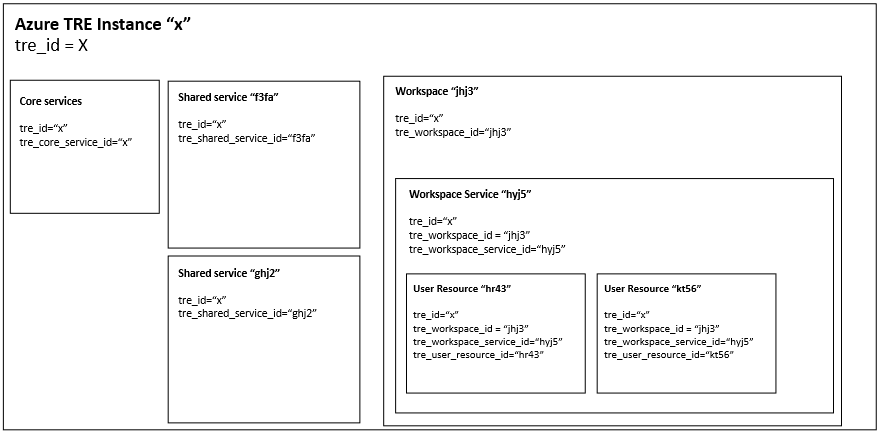 Azure TRE Instance “x”
tre_id = X
Core services
tre_id=“x”
tre_core_service_id=“x”
Shared service “f3fa”
tre_id=“x”
tre_shared_service_id=“f3fa”
Shared service “ghj2”
tre_id=“x”
tre_shared_service_id=“ghj2”
Workspace “jhj3”
tre_id=“x”
tre_workspace_id=“jhj3”
Workspace Service “hyj5”
tre_id=“x”
tre_workspace_id = “jhj3”
tre_workspace_service_id=“hyj5”
User Resource “hr43”
tre_id=“x”
tre_workspace_id = “jhj3”
tre_workspace_service_id=“hyj5”
tre_user_resource_id=“hr43”
User Resource “kt56”
tre_id=“x”
tre_workspace_id = “jhj3”
tre_workspace_service_id=“hyj5”
tre_user_resource_id=“kt56”